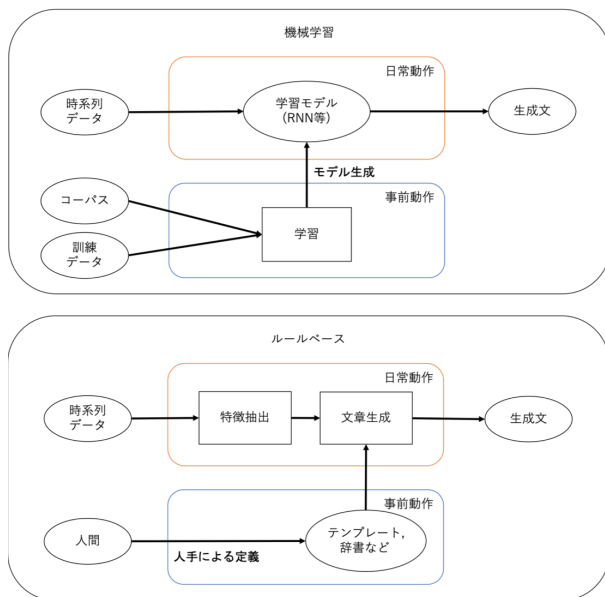 機械学習
日常動作
時系列
データ
学習モデル
(RNN等)
生成文
モデル生成
事前動作
コーパス
学習
訓練
データ
ルールベース
日常動作
時系列
データ
特徴抽出
文章生成
生成文
事前動作
人間
人手による定義
テンプレート,
辞書など